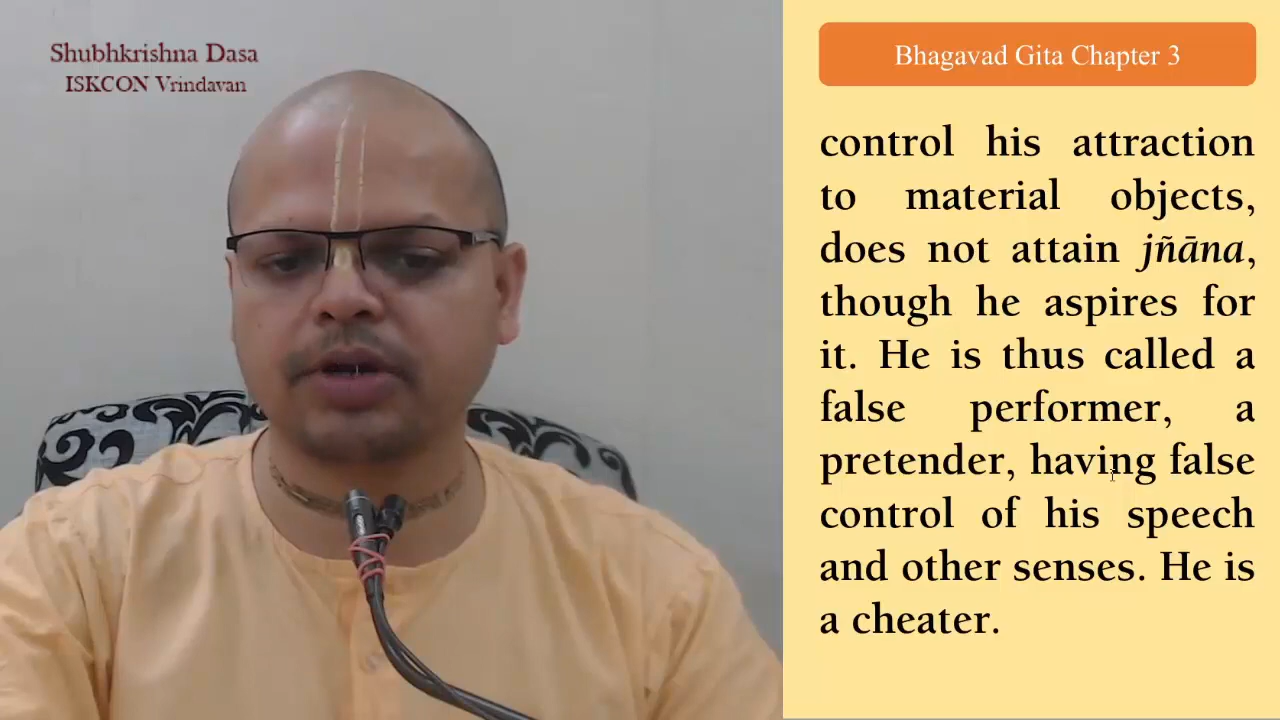 Shubhkrishna Dasa
ISKCON Vrindavan
Bhagavad Gita Chapter 3
control his attraction
to material objects,
does not attain jñāna,
though he aspires for
it. He is thus called a
false performer, a
pretender, having false
control of his speech
and other senses. He is
a cheater.